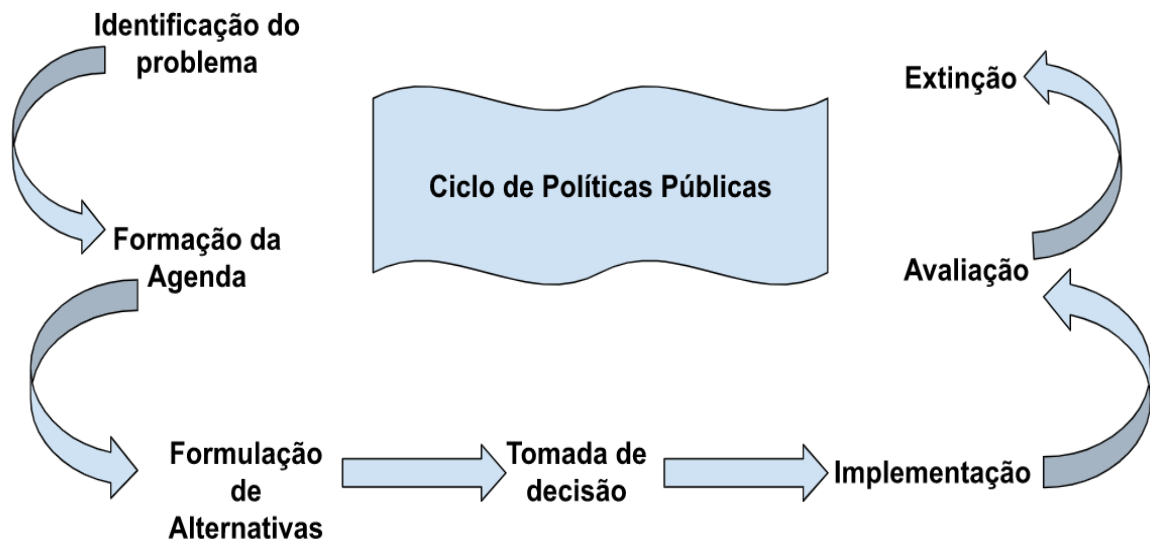 Identificação do
problema
Formação da
Agenda
Formulação
de
Alternativas
Tomada de
decisão
Implementação
Avaliação
Extinção
Ciclo de Políticas Públicas